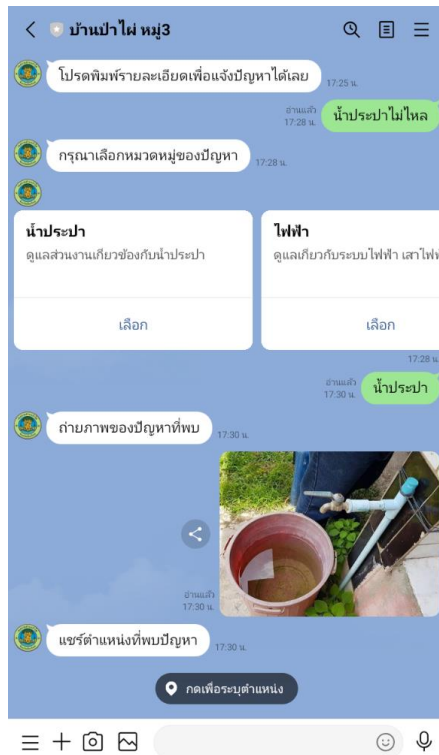 บ้านป่าไผ่ หมู่3
โปรดพิมพ์รายละเอียดเพื่อแจ้งปัญหาได้เลย
17:25 น.
อ่านแล้ว
17:28 น.
น้ำประปาไม่ไหล
กรุณาเลือกหมวดหมู่ของปัญหา
17:28 น.
น้ำประปา
ดูแลส่วนงานเกี่ยวข้องกับน้ำประปา
เลือก
ไฟฟ้า
ดูแลเกี่ยวกับระบบไฟฟ้า เสาไฟฟ
เลือก
17:28 น
อ่านแล้ว
17:30 น.
น้ำประปา
ถ่ายภาพของปัญหาที่พบ
17:30 น.
อ่านแล้ว
17:30 น.
แชร์ตำแหน่งที่พบปัญหา
17:30 น.
กดเพื่อระบุตำแหน่ง